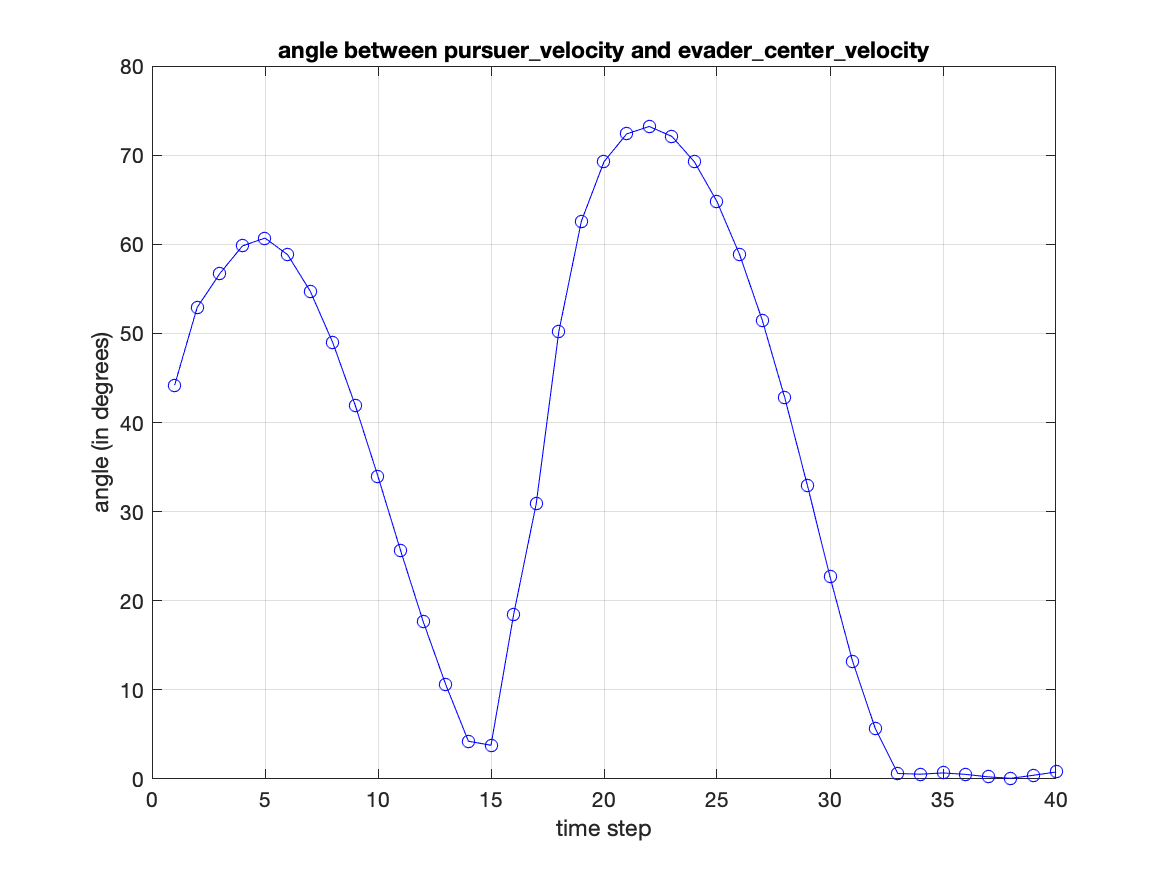 angle between pursuer_velocity and evader_center_velocity
80
70
60
50
40
30
20
10
0
angle (in degrees)
0 5 10 15 20 25 30 35 40
time step